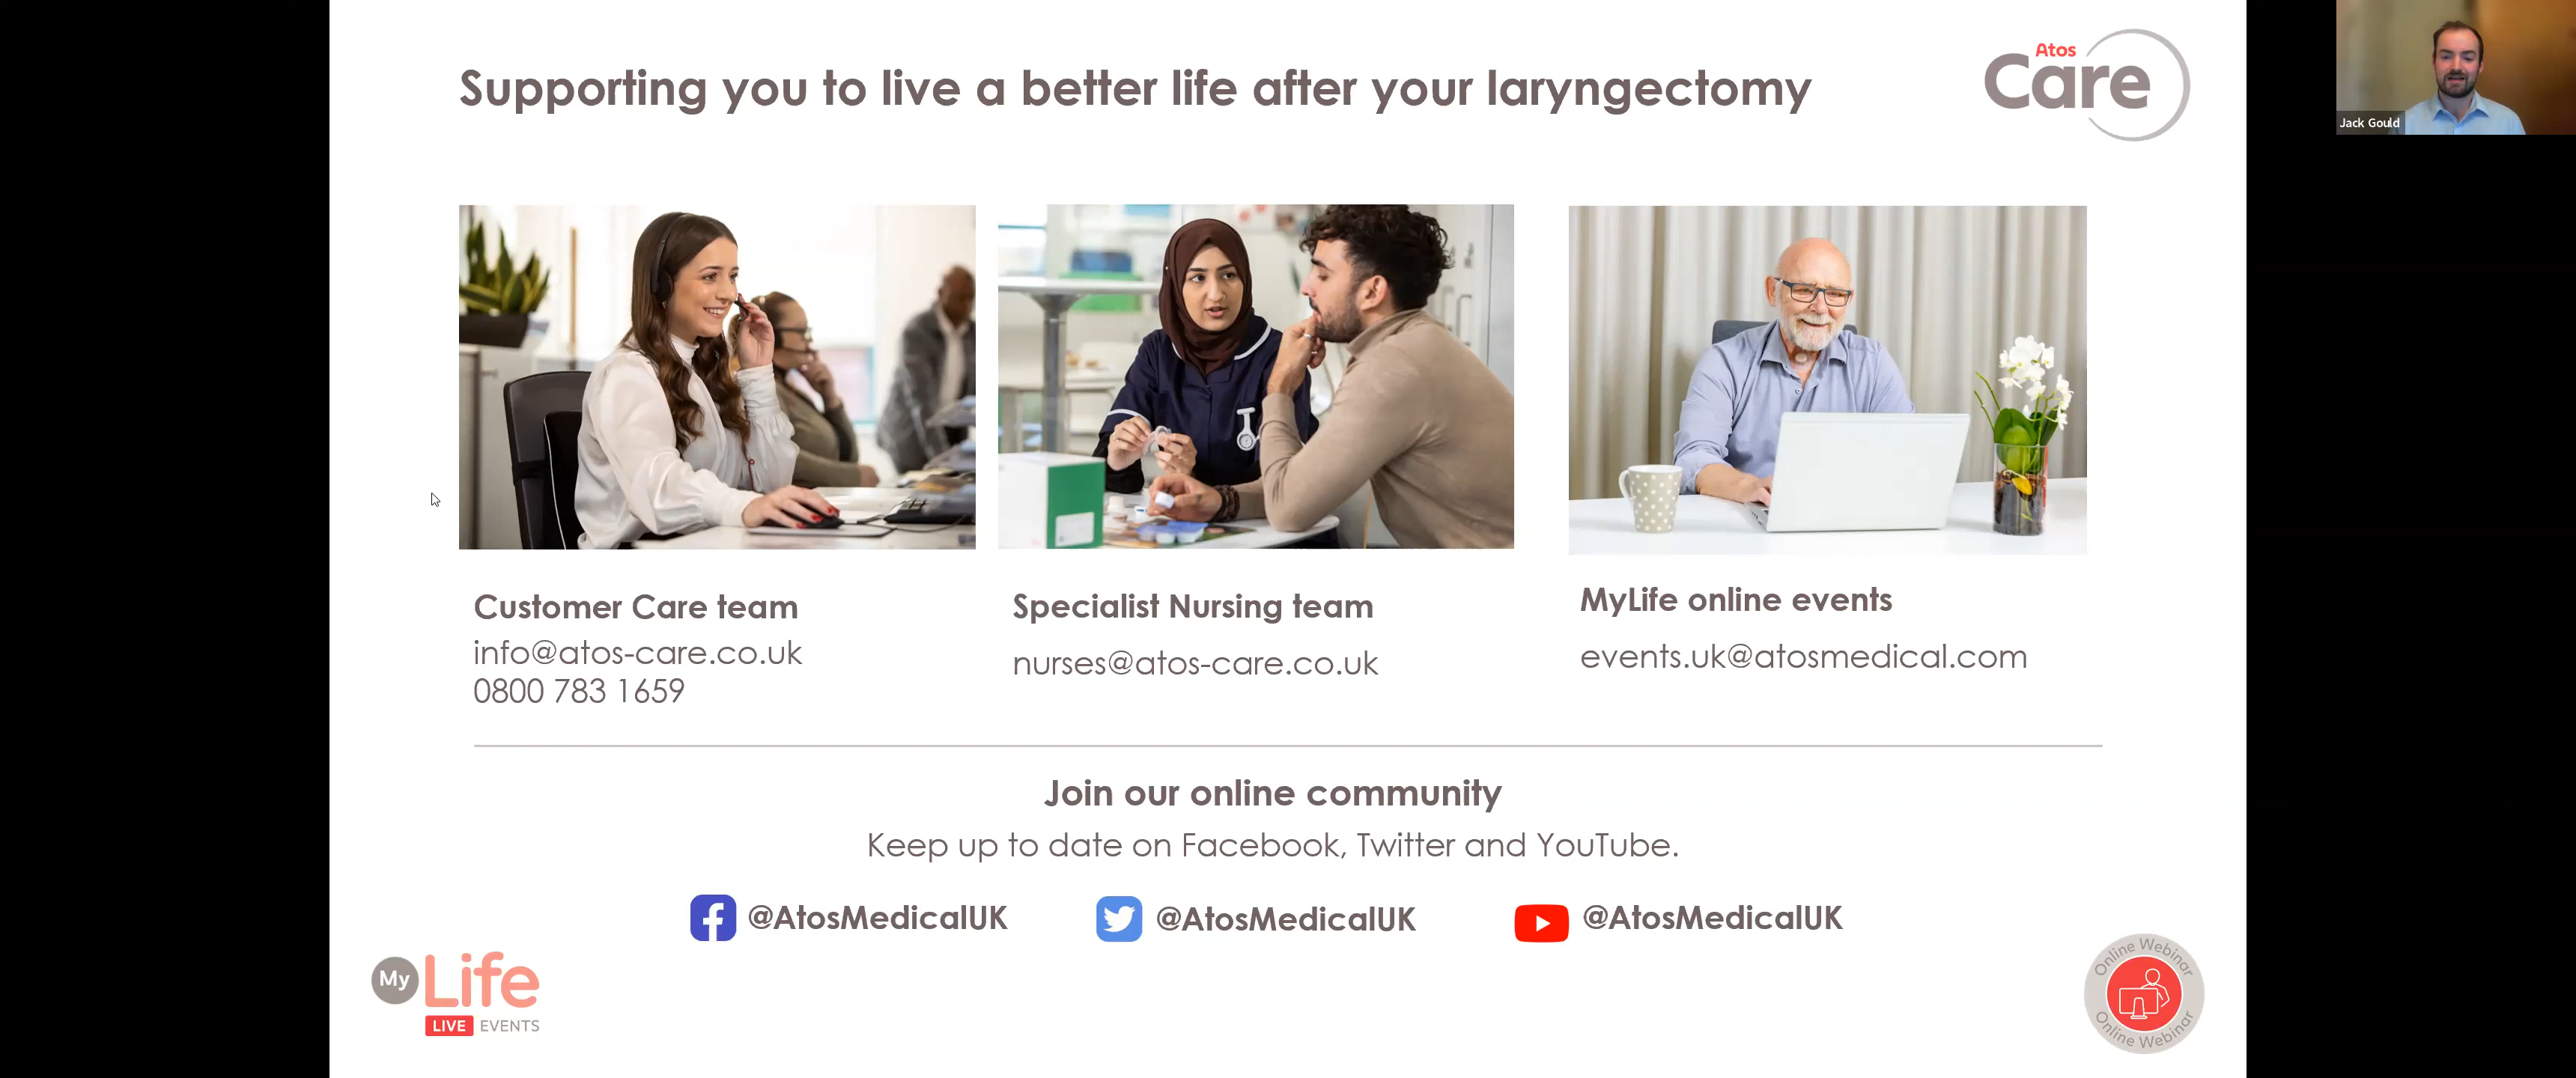 Supporting you to live a better life after your laryngectomy
Atos
Care
Jack Gould
Customer Care team
info@atos-care.co.uk
0800 783 1659
Specialist Nursing team
nurses@atos-care.co.uk
MyLife online events
events.uk@atosmedical.com
Join our online community
Keep up to date on Facebook, Twitter and YouTube.
@AtosMedicalUK
@AtosMedicalUK
@AtosMedicalUK
My Life
LIVE EVENTS
Online Webinar
Online Webinar